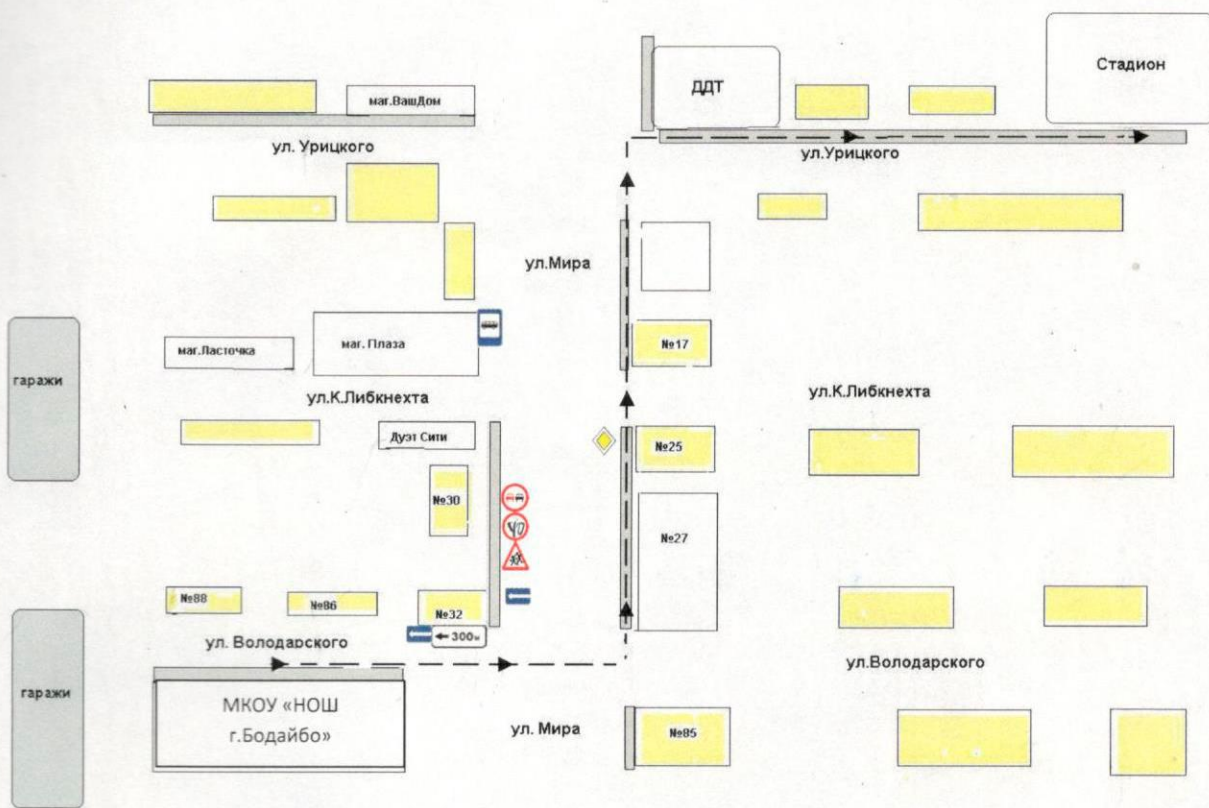 Стадион
ДДТ
маг.ВашДом
ул. Урицкого
ул.Урицкого
ул.Мира
№17
маг.Ласточка
маг. Плаза
гаражи
ул.К.Либкнехта
ул.К.Либкнехта
Дуэт Сити
№25
№30
40
№27
№88
№86
№32
300м
ул. Володарского
ул.Володарского
гаражи
МКОУ «НОШ
г.Бодайбо»
ул. Мира
№85